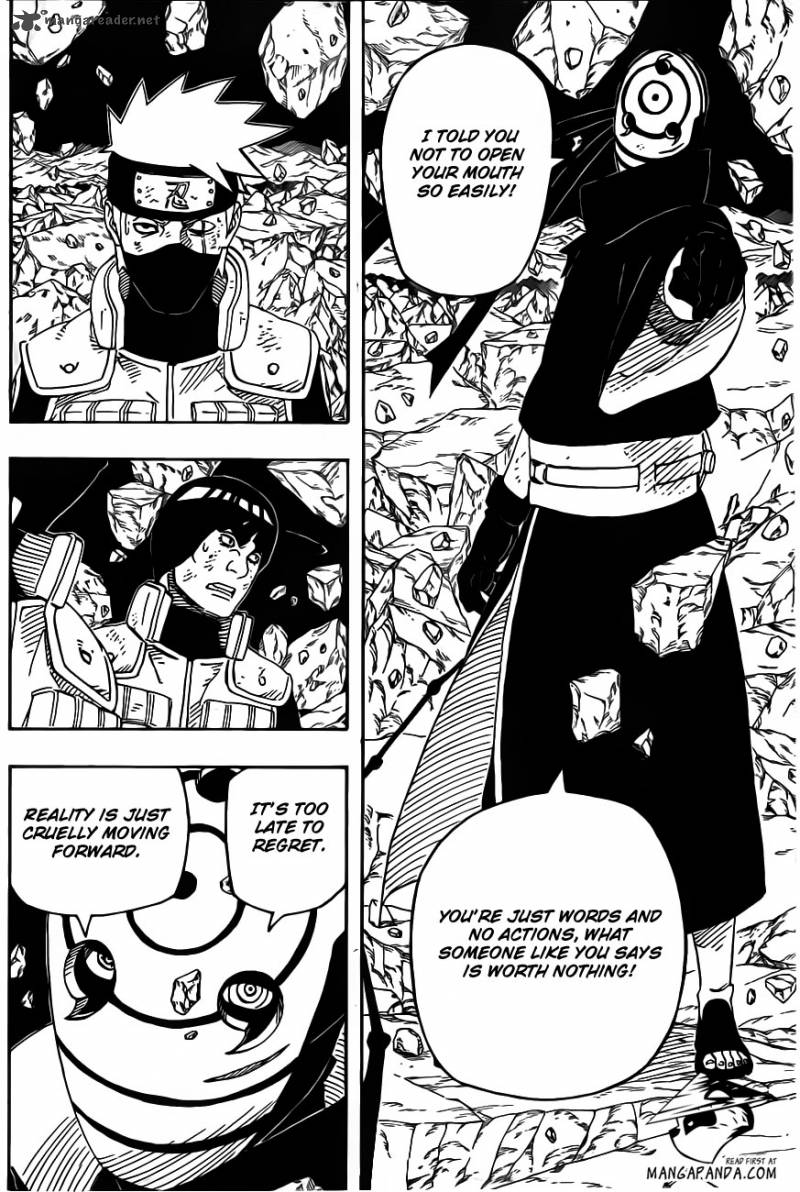 mangareader.net
I TOLD YOU
NOT TO OPEN
YOUR MOUTH
SO EASILY!
YOU'RE JUST WORDS AND
NO ACTIONS, WHAT
SOMEONE LIKE YOU SAYS
IS WORTH NOTHING!
IT'S TOO
LATE TO
REGRET.
REALITY IS JUST
CRUELLY MOVING
FORWARD.
READ FIRST AT
MANGAPANDA.COM